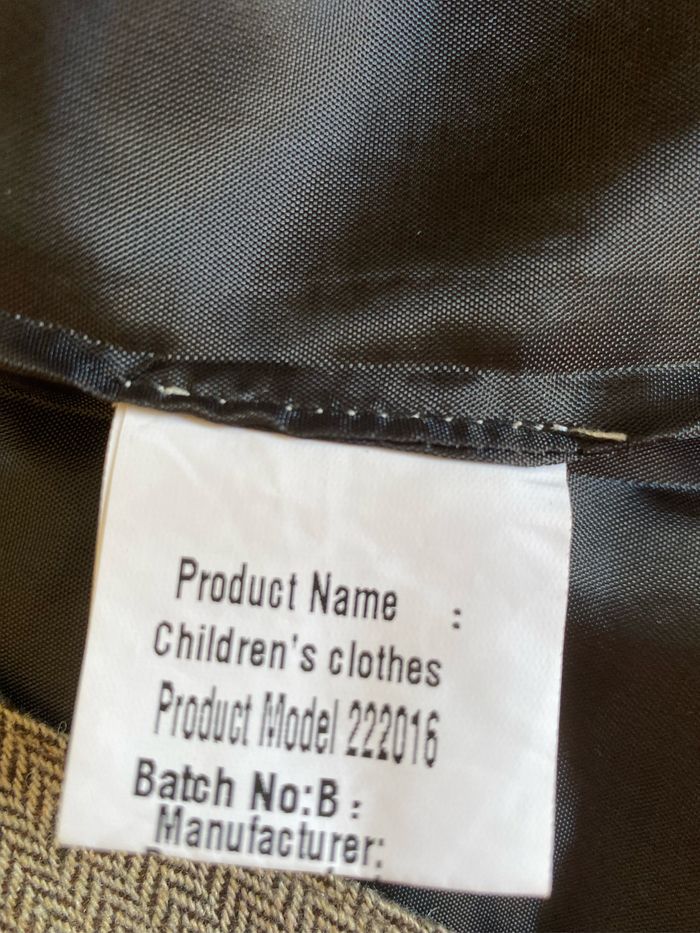 Product Name :
Children's clothes
Product Model 222016
Batch No:B :
Manufacturer: